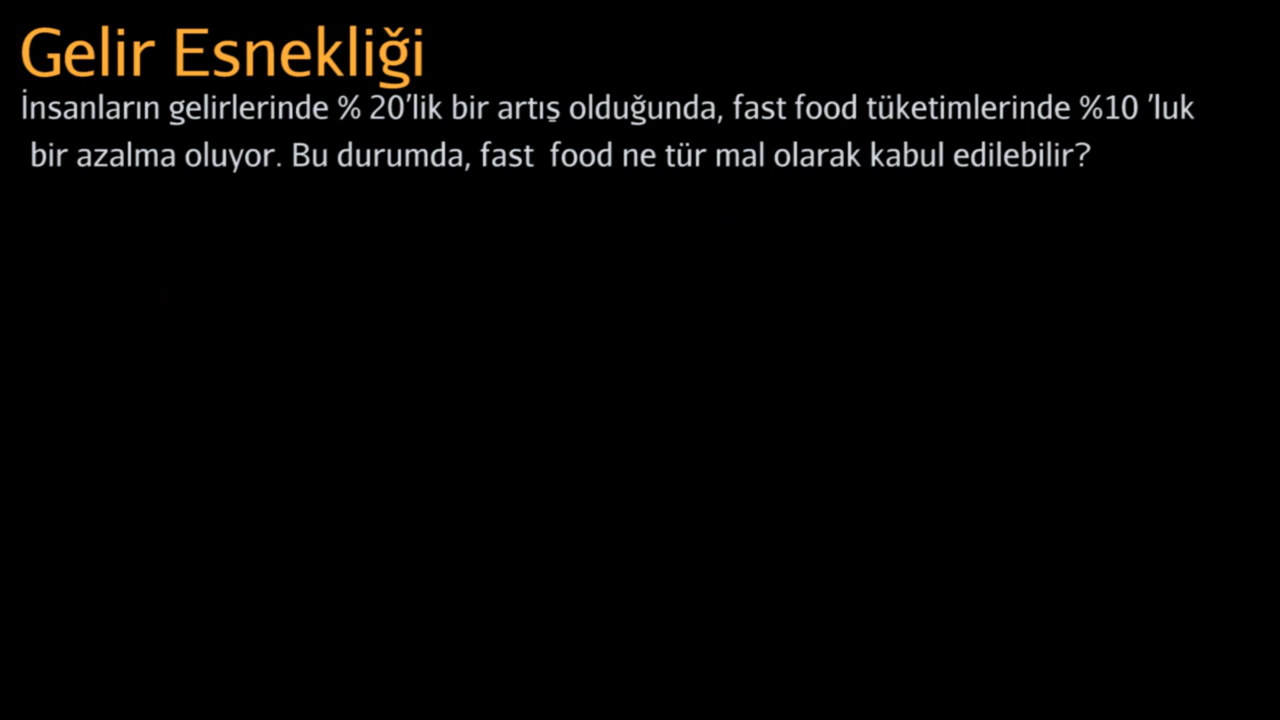 Gelir Esnekliği
İnsanların gelirlerinde % 20'lik bir artış olduğunda, fast food tüketimlerinde %10 'luk
bir azalma oluyor. Bu durumda, fast food ne tür mal olarak kabul edilebilir?